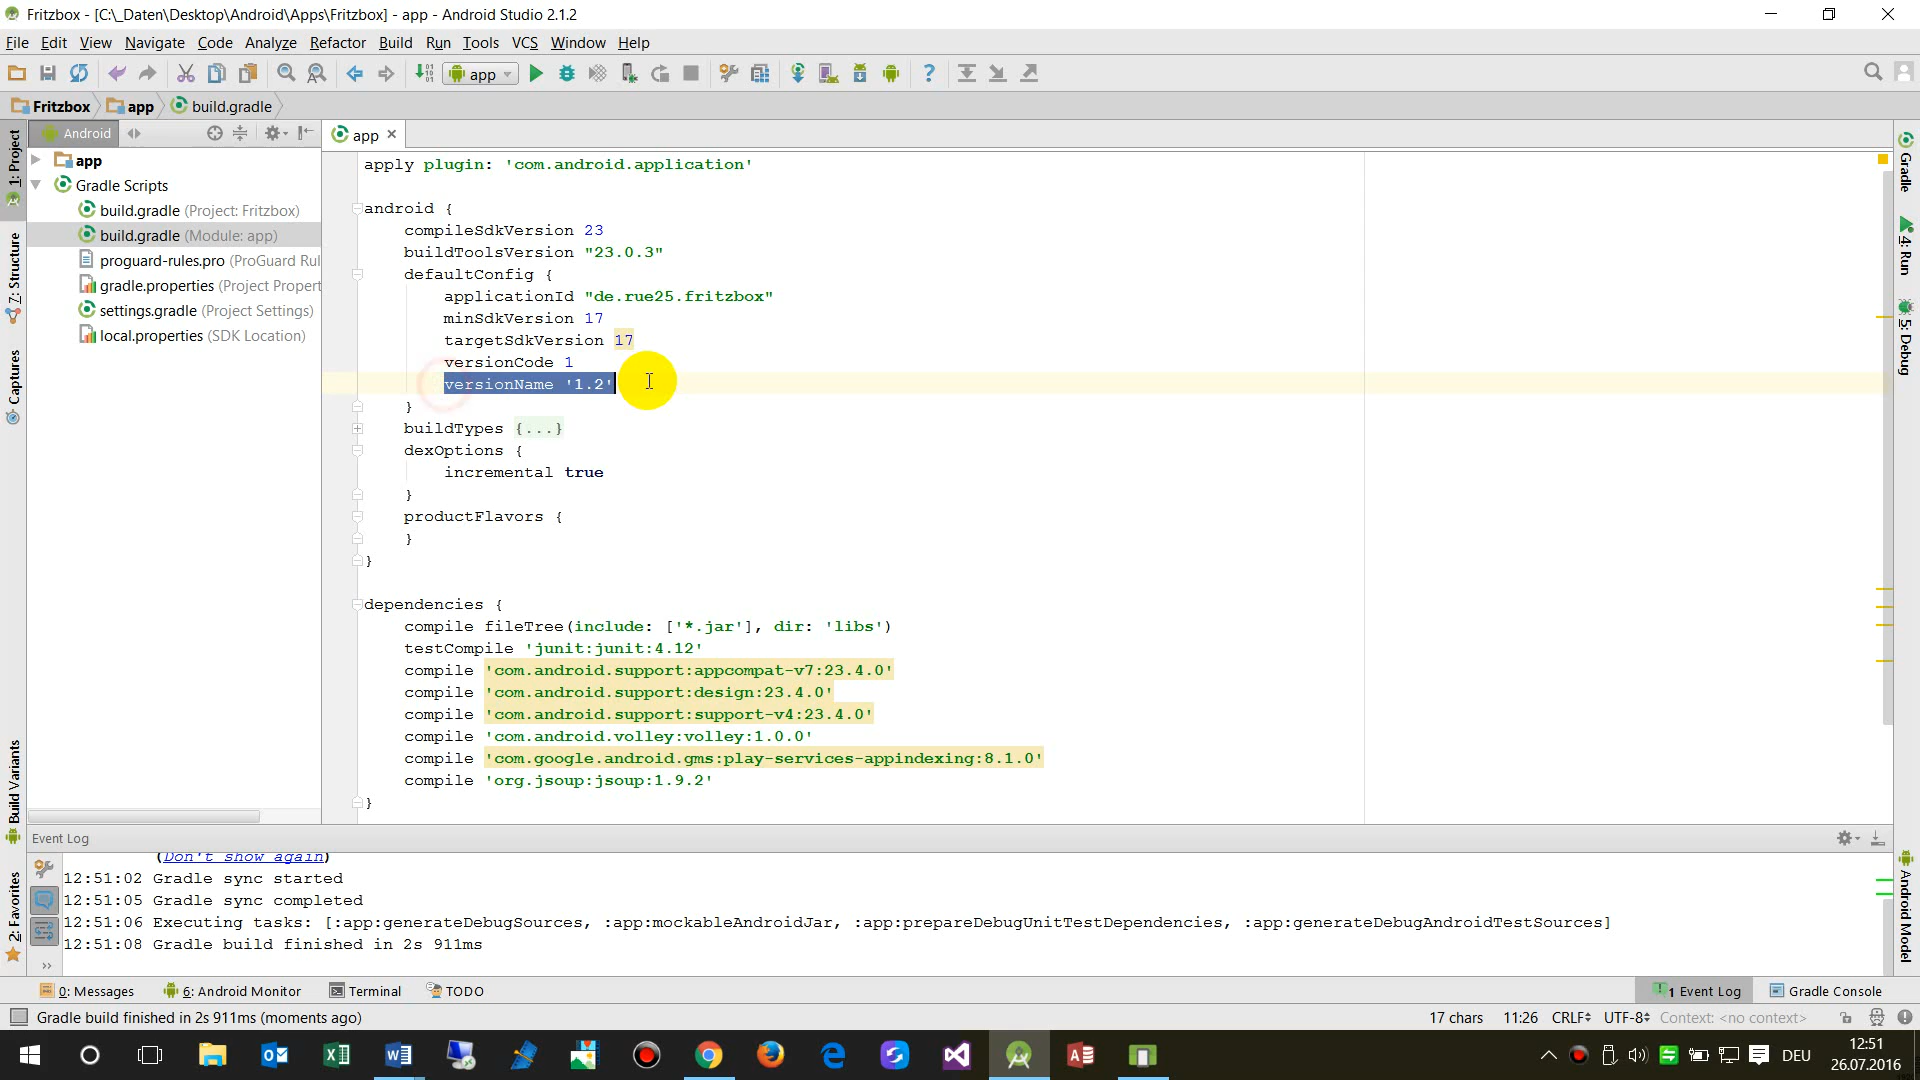 Fritzbox - [C:\_Daten\Desktop\Android\Apps\Fritzbox] - app - Android Studio 2.1.2
File Edit View Navigate Code Analyze Refactor Build Run Tools VCS Window Help
app
Fritzbox app build.gradle
Android
app
app
Gradle Scripts
build.gradle (Project: Fritzbox)
build.gradle (Module: app)
proguard-rules.pro (ProGuard Rul
gradle.properties (Project Propert
settings.gradle (Project Settings)
local.properties (SDK Location)
1: Project
7: Structure
Captures
Build Variants
2: Favorites
apply plugin: 'com.android.application'
android {
compileSdkVersion 23
buildToolsVersion "23.0.3"
defaultConfig {
applicationId "de.rue25.fritzbox"
minSdkVersion 17
targetSdkVersion 17
versionCode 1
versionName '1.2'
}
buildTypes {...}
dexOptions {
incremental true
}
productFlavors {
}
}
dependencies {
compile fileTree(include: ['*.jar'], dir: 'libs')
testCompile 'junit:junit:4.12'
compile 'com.android.support:appcompat-v7:23.4.0'
compile 'com.android.support:design:23.4.0'
compile 'com.android.support:support-v4:23.4.0'
compile 'com.android.volley:volley:1.0.0'
compile 'com.google.android.gms:play-services-appindexing:8.1.0'
compile 'org.jsoup:jsoup:1.9.2'
}
Gradle
4: Run
5: Debug
Android Model
Event Log
(Don't show again)
12:51:02 Gradle sync started
12:51:05 Gradle sync completed
12:51:06 Executing tasks: [:app:generateDebugSources, :app:mockableAndroidJar, :app:prepareDebugUnitTestDependencies, :app:generateDebugAndroidTestSources]
12:51:08 Gradle build finished in 2s 911ms
0: Messages 6: Android Monitor Terminal TODO 1 Event Log Gradle Console
Gradle build finished in 2s 911ms (moments ago) 17 chars 11:26 CRLF UTF-8 Context: <no context>
DEU
12:51
26.07.2016